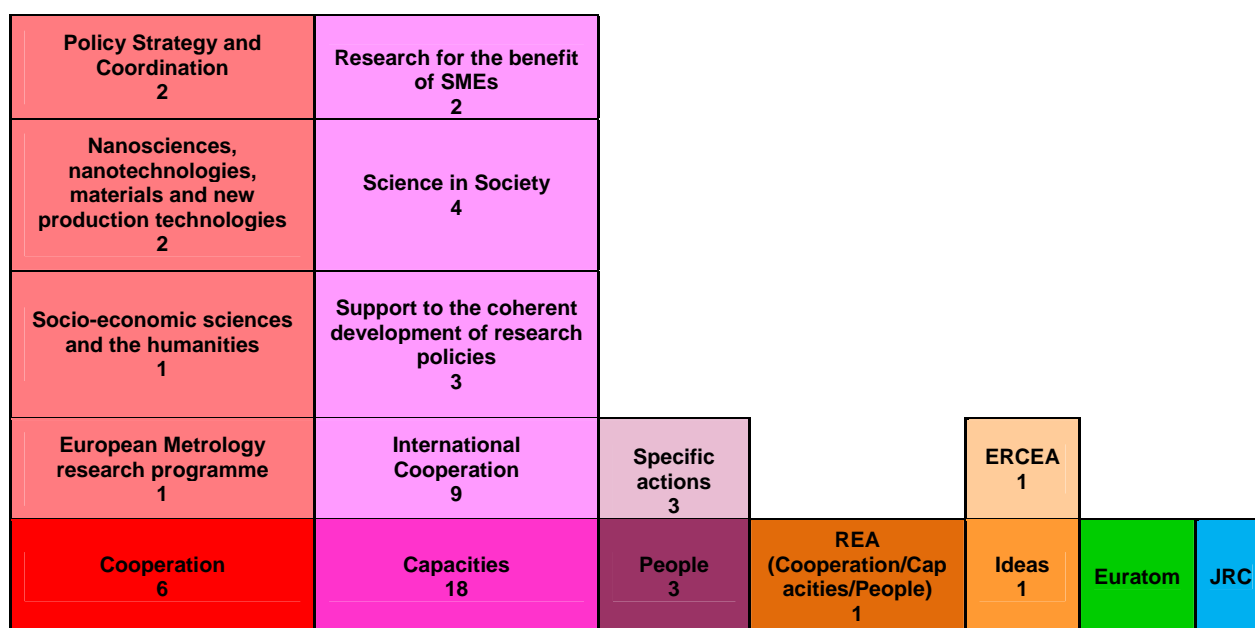 Policy Strategy and
Coordination
2
Research for the benefit
of SMEs
2
Nanosciences,
nanotechnologies,
materials and new
production technologies
2
Science in Society
4
Socio-economic sciences
and the humanities
1
Support to the coherent
development of research
policies
3
European Metrology
research programme
1
International
Cooperation
9
Specific
actions
3
ERCEA
1
Cooperation
6
Capacities
18
People
3
REA
(Cooperation/Cap
acities/People)
1
Ideas
1
Euratom
JRC